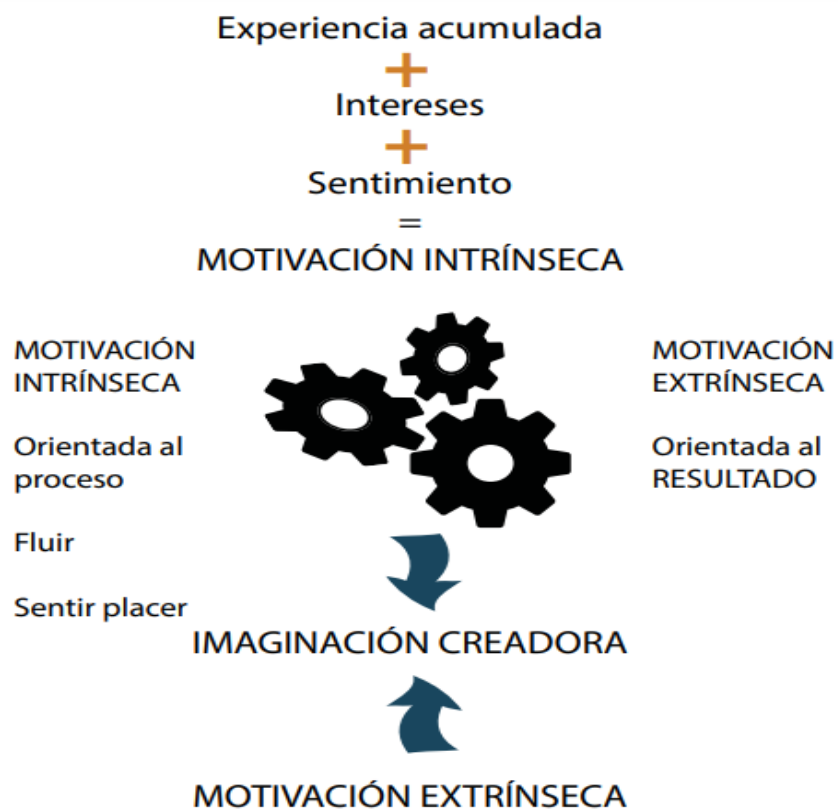 Experiencia acumulada
+
Intereses
+
Sentimiento
=
MOTIVACIÓN INTRÍNSECA
MOTIVACIÓN
INTRÍNSECA
Orientada al
proceso
Fluir
Sentir placer
MOTIVACIÓN
EXTRÍNSECA
Orientada al
RESULTADO
IMAGINACIÓN CREADORA
MOTIVACIÓN EXTRÍNSECA